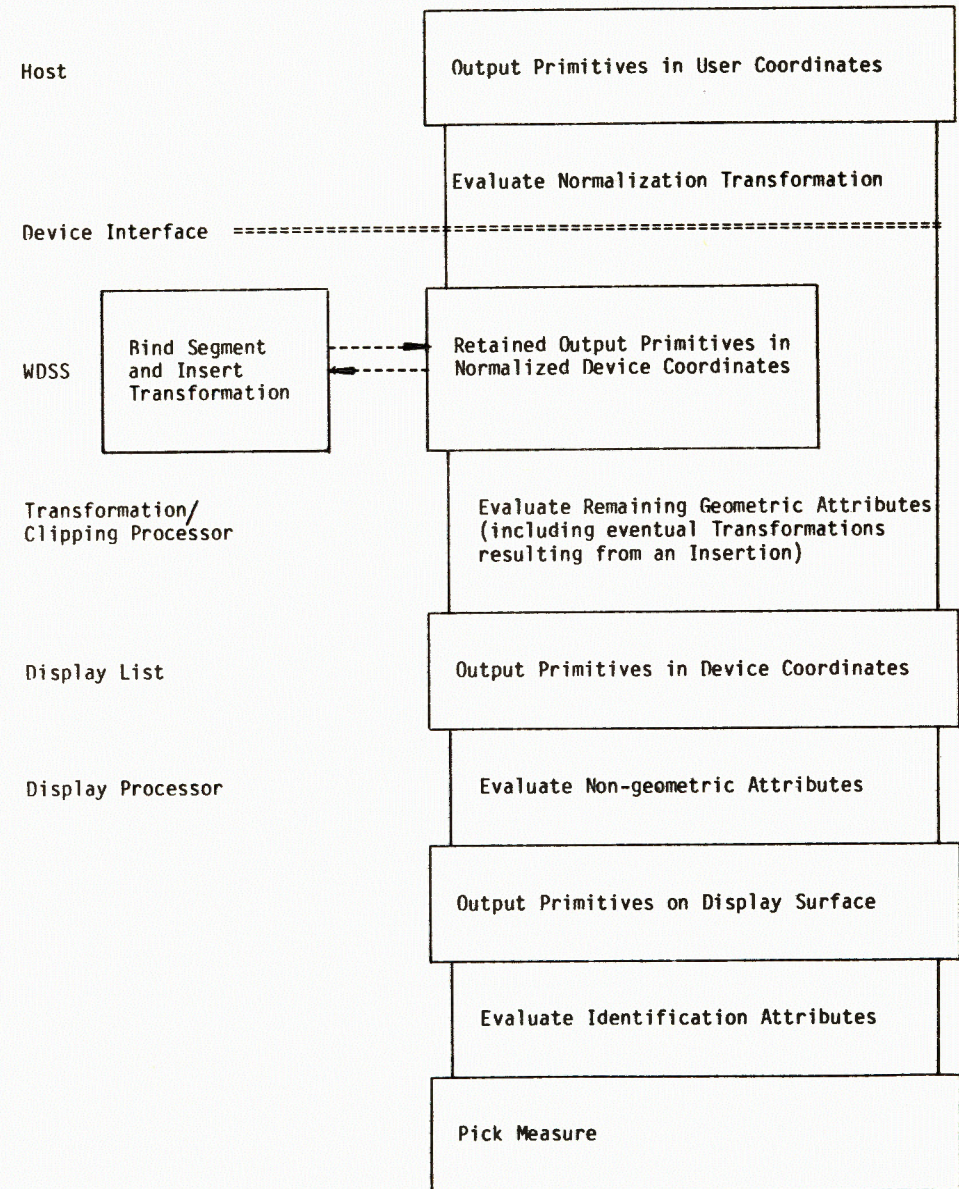 Host
Output Primitives in User Coordinates
Evaluate Normalization Transformation
Device Interface ==========================================================================
WDSS
Bind Segment
and Insert
Transformation
Retained Output Primitives in
Normalized Device Coordinates
Transformation/
Clipping Processor
Evaluate Remaining Geometric Attributes
(including eventual Transformations
resulting from an Insertion)
Display List
Output Primitives in Device Coordinates
Display Processor
Evaluate Non-geometric Attributes
Output Primitives on Display Surface
Evaluate Identification Attributes
Pick Measure